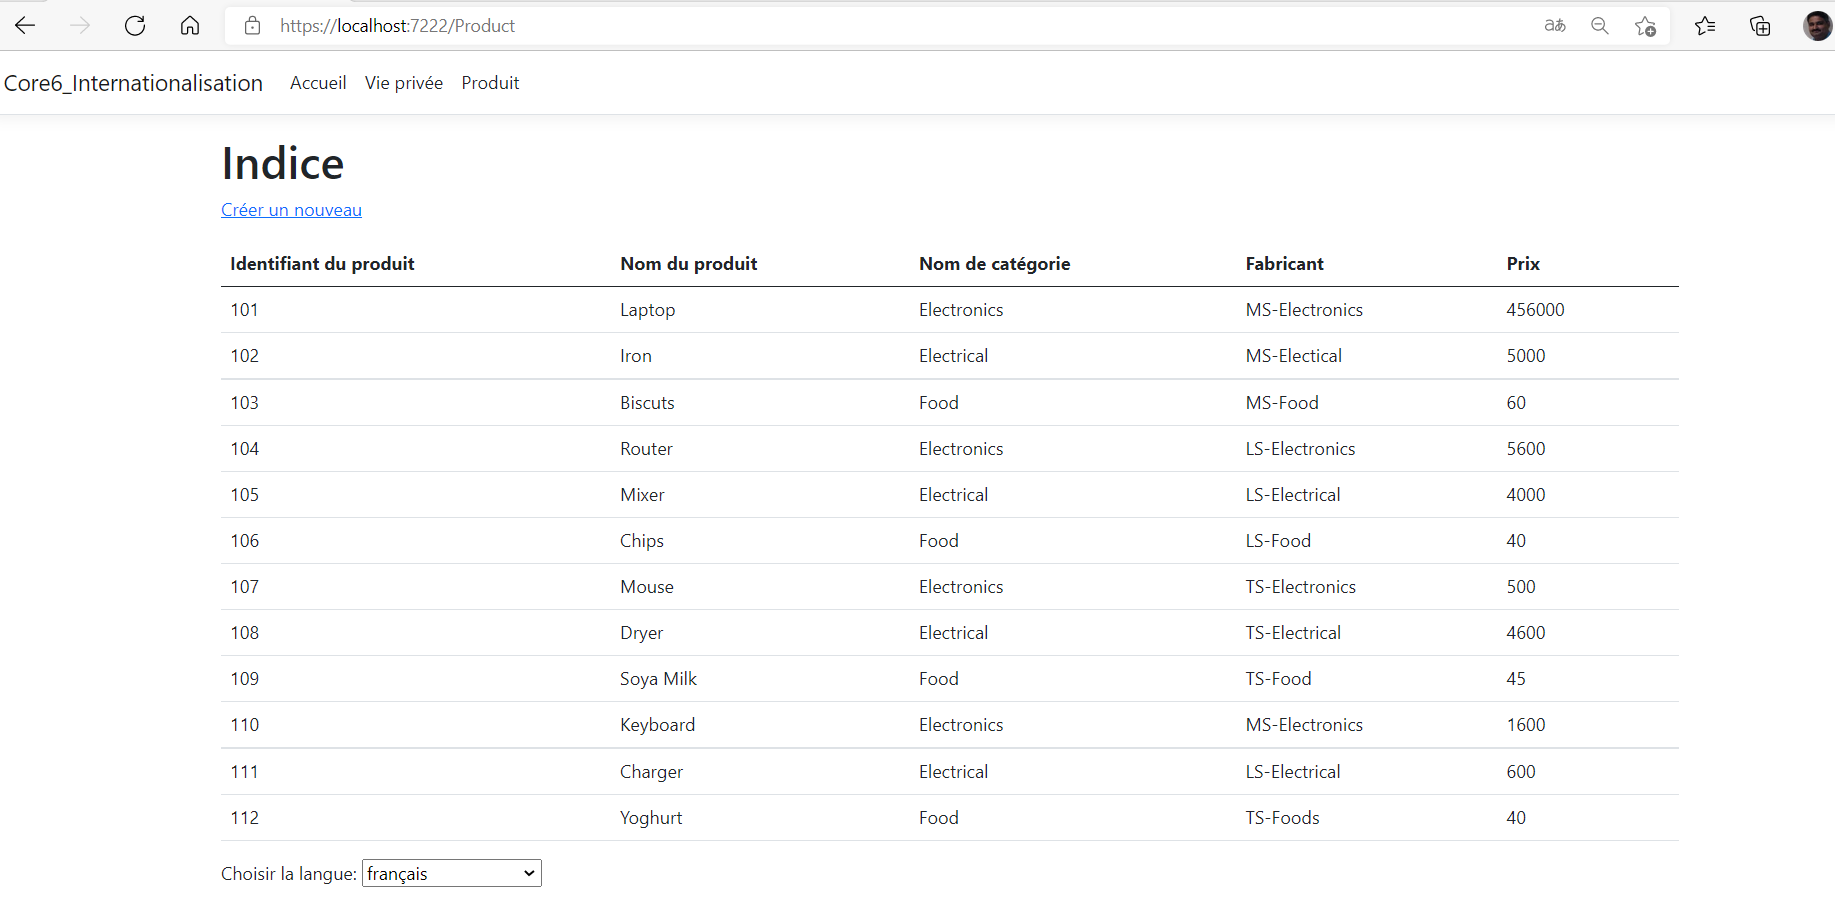 https://localhost:7222/Product
Core6_Internationalisation Accueil Vie privée Produit
Indice
Créer un nouveau
Identifiant du produit Nom du produit Nom de catégorie Fabricant Prix
101 Laptop Electronics MS-Electronics 456000
102 Iron Electrical MS-Electical 5000
103 Biscuts Food MS-Food 60
104 Router Electronics LS-Electronics 5600
105 Mixer Electrical LS-Electrical 4000
106 Chips Food LS-Food 40
107 Mouse Electronics TS-Electronics 500
108 Dryer Electrical TS-Electrical 4600
109 Soya Milk Food TS-Food 45
110 Keyboard Electronics MS-Electronics 1600
111 Charger Electrical LS-Electrical 600
112 Yoghurt Food TS-Foods 40
Choisir la langue: français